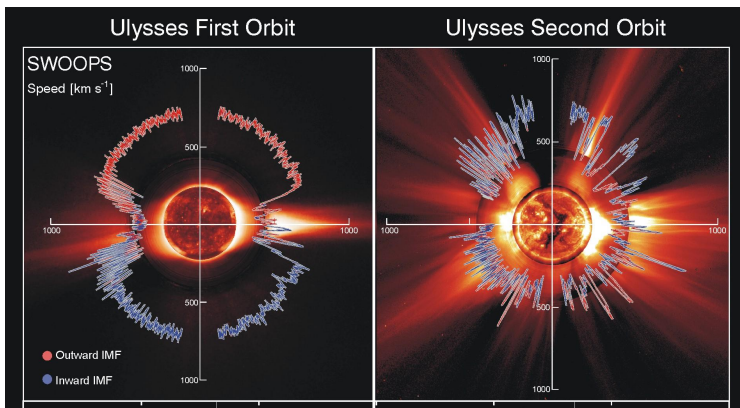 Ulysses First Orbit
Ulysses Second Orbit
SWOOPS
Speed [km s⁻¹]
1000
500
1000
1000
500
1000
Outward IMF
Inward IMF
1000
500
1000
1000
500
1000